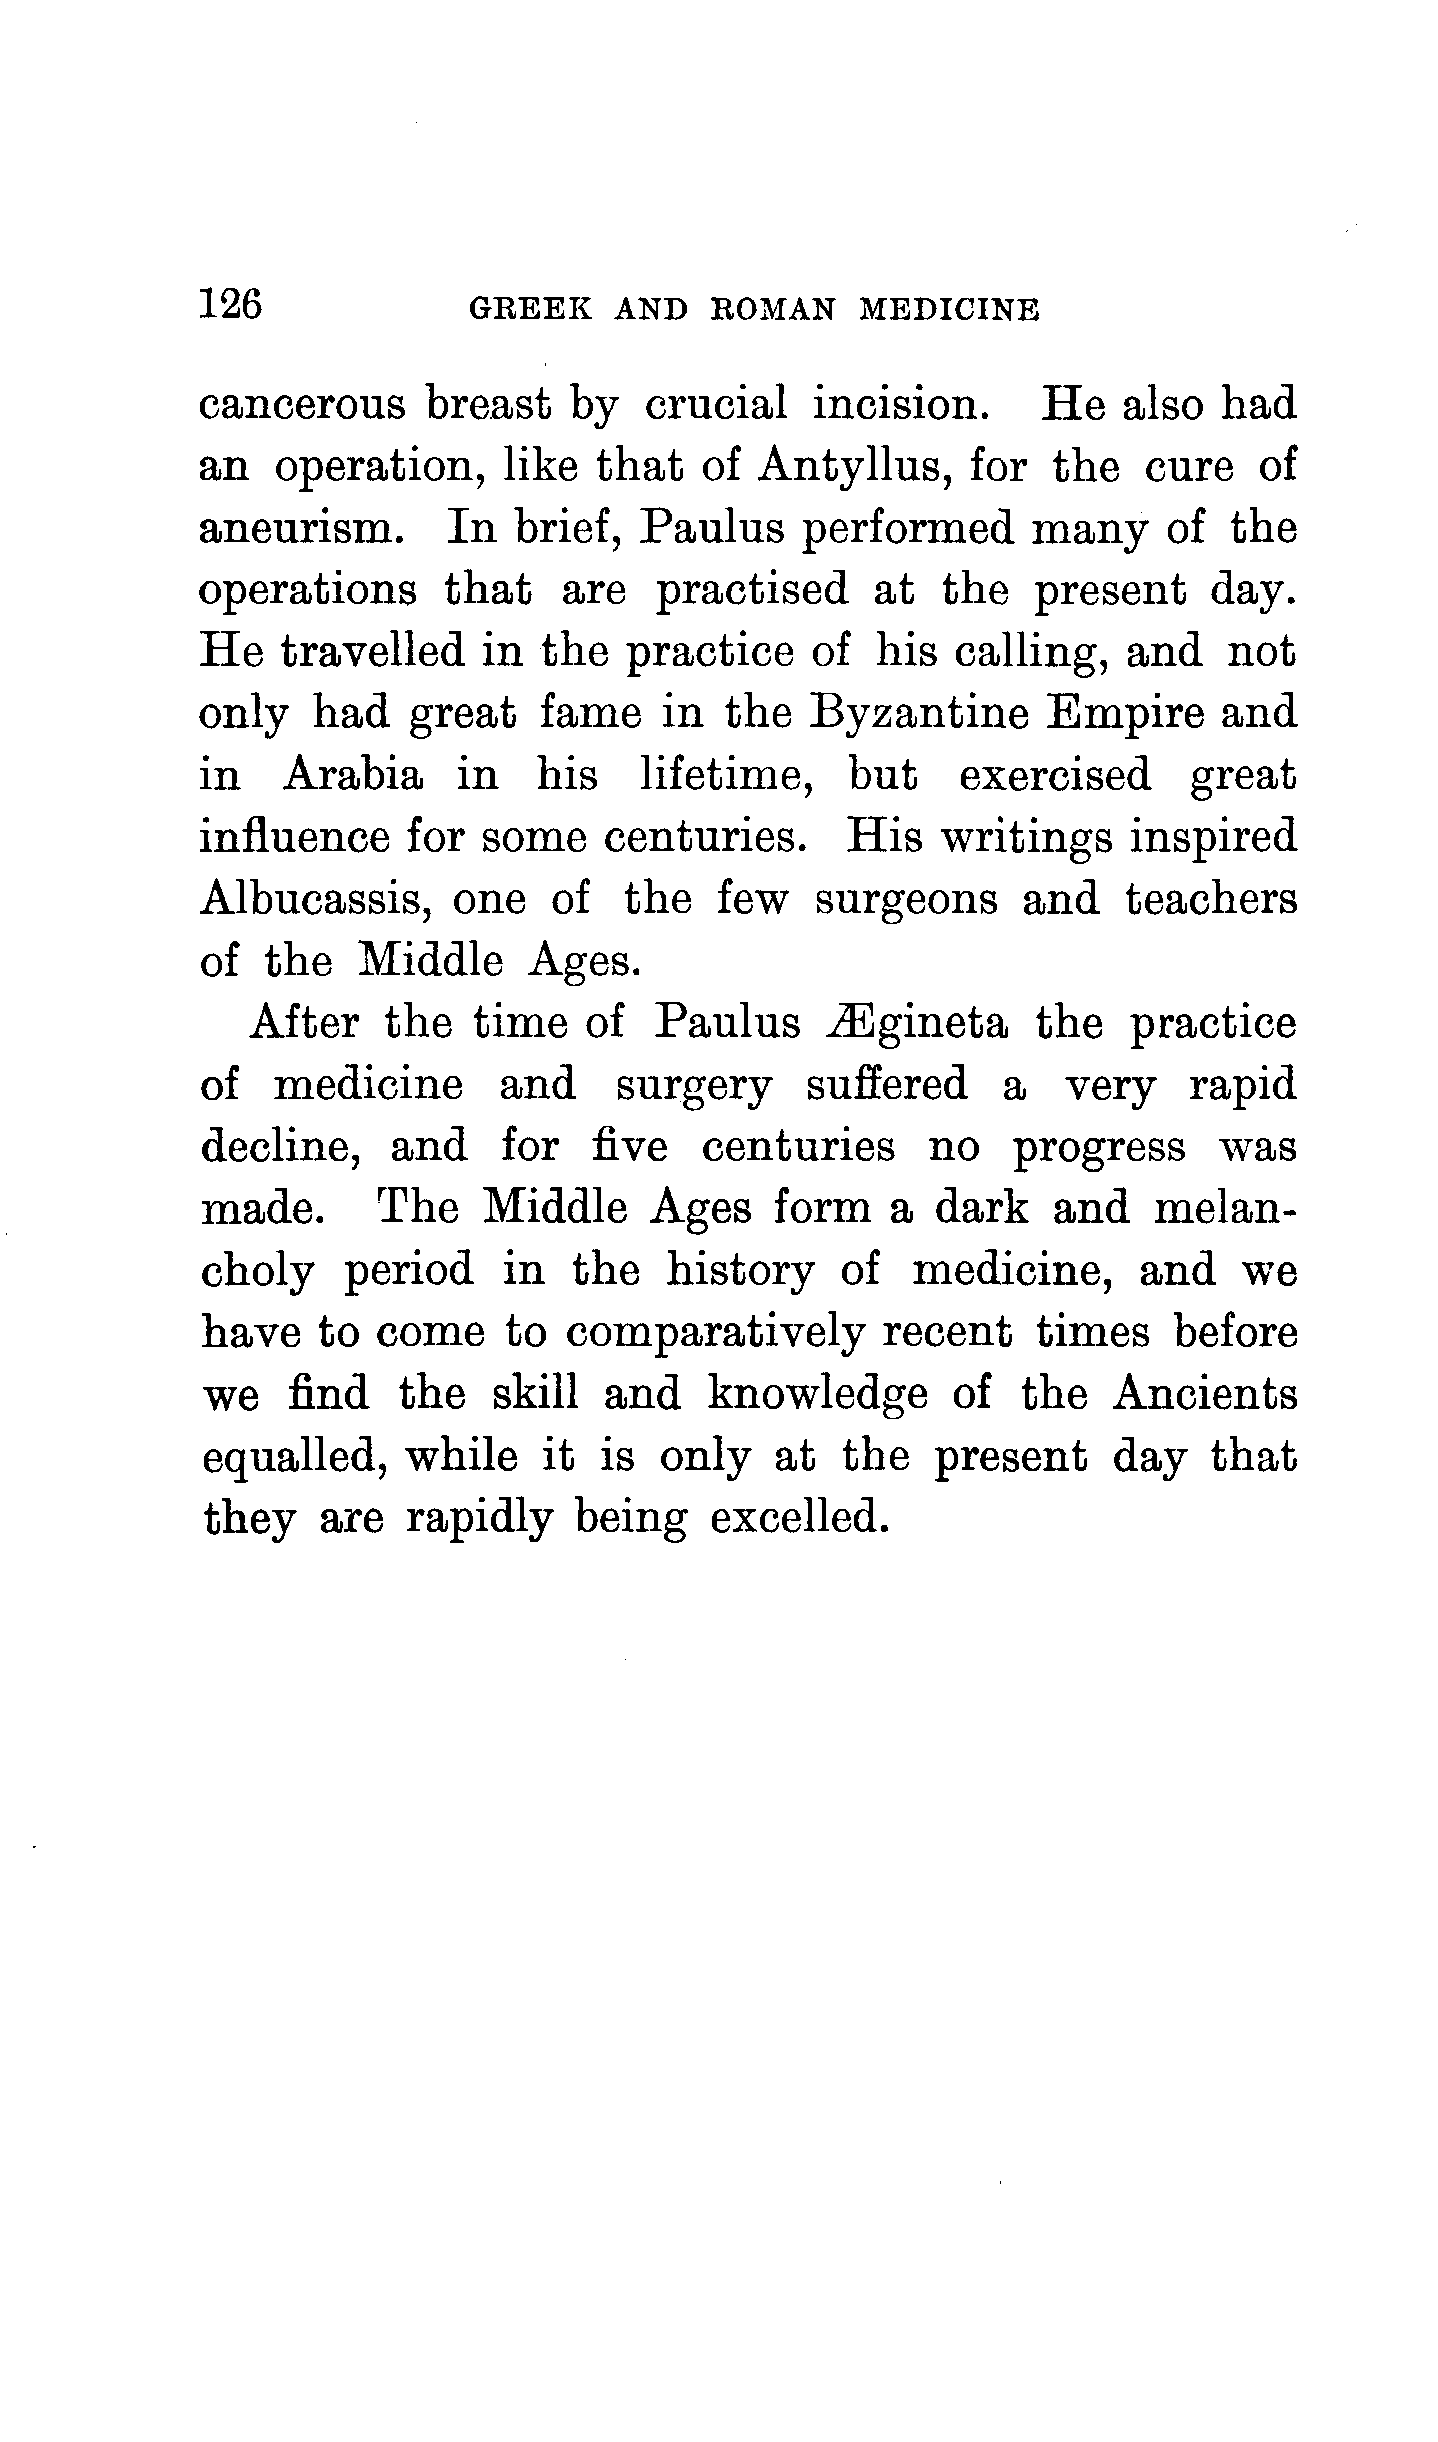 126 GREEK AND ROMAN MEDICINE
cancerous breast by crucial incision. He also had
an operation, like that of Antyllus, for the cure of
aneurism. In brief, Paulus performed many of the
operations that are practised at the present day.
He travelled in the practice of his calling, and not
only had great fame in the Byzantine Empire and
in Arabia in his lifetime, but exercised great
influence for some centuries. His writings inspired
Albucassis, one of the few surgeons and teachers
of the Middle Ages.
After the time of Paulus Ægineta the practice
of medicine and surgery suffered a very rapid
decline, and for five centuries no progress was
made. The Middle Ages form a dark and melan-
choly period in the history of medicine, and we
have to come to comparatively recent times before
we find the skill and knowledge of the Ancients
equalled, while it is only at the present day that
they are rapidly being excelled.